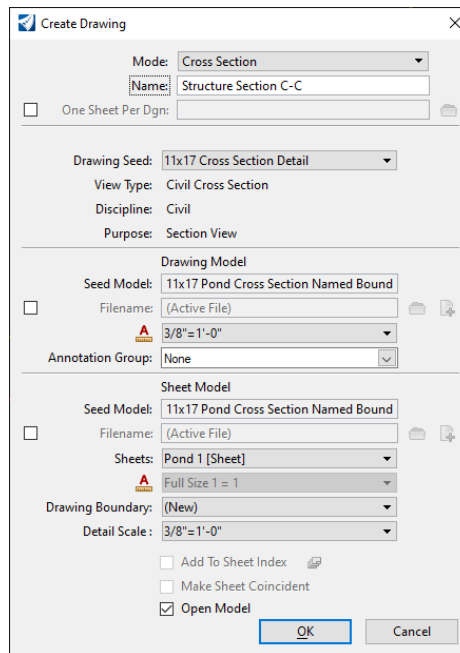 Create Drawing
Mode: Cross Section
Name: Structure Section C-C
One Sheet Per Dgn:
Drawing Seed: 11x17 Cross Section Detail
View Type: Civil Cross Section
Discipline: Civil
Purpose: Section View
Drawing Model
Seed Model: 11x17 Pond Cross Section Named Bound
Filename: (Active File)
A 3/8"=1'-0"
Annotation Group: None
Sheet Model
Seed Model: 11x17 Pond Cross Section Named Bound
Filename: (Active File)
Sheets: Pond 1 [Sheet]
A Full Size 1 = 1
Drawing Boundary: (New)
Detail Scale : 3/8"=1'-0"
Add To Sheet Index
Make Sheet Coincident
Open Model
OK Cancel